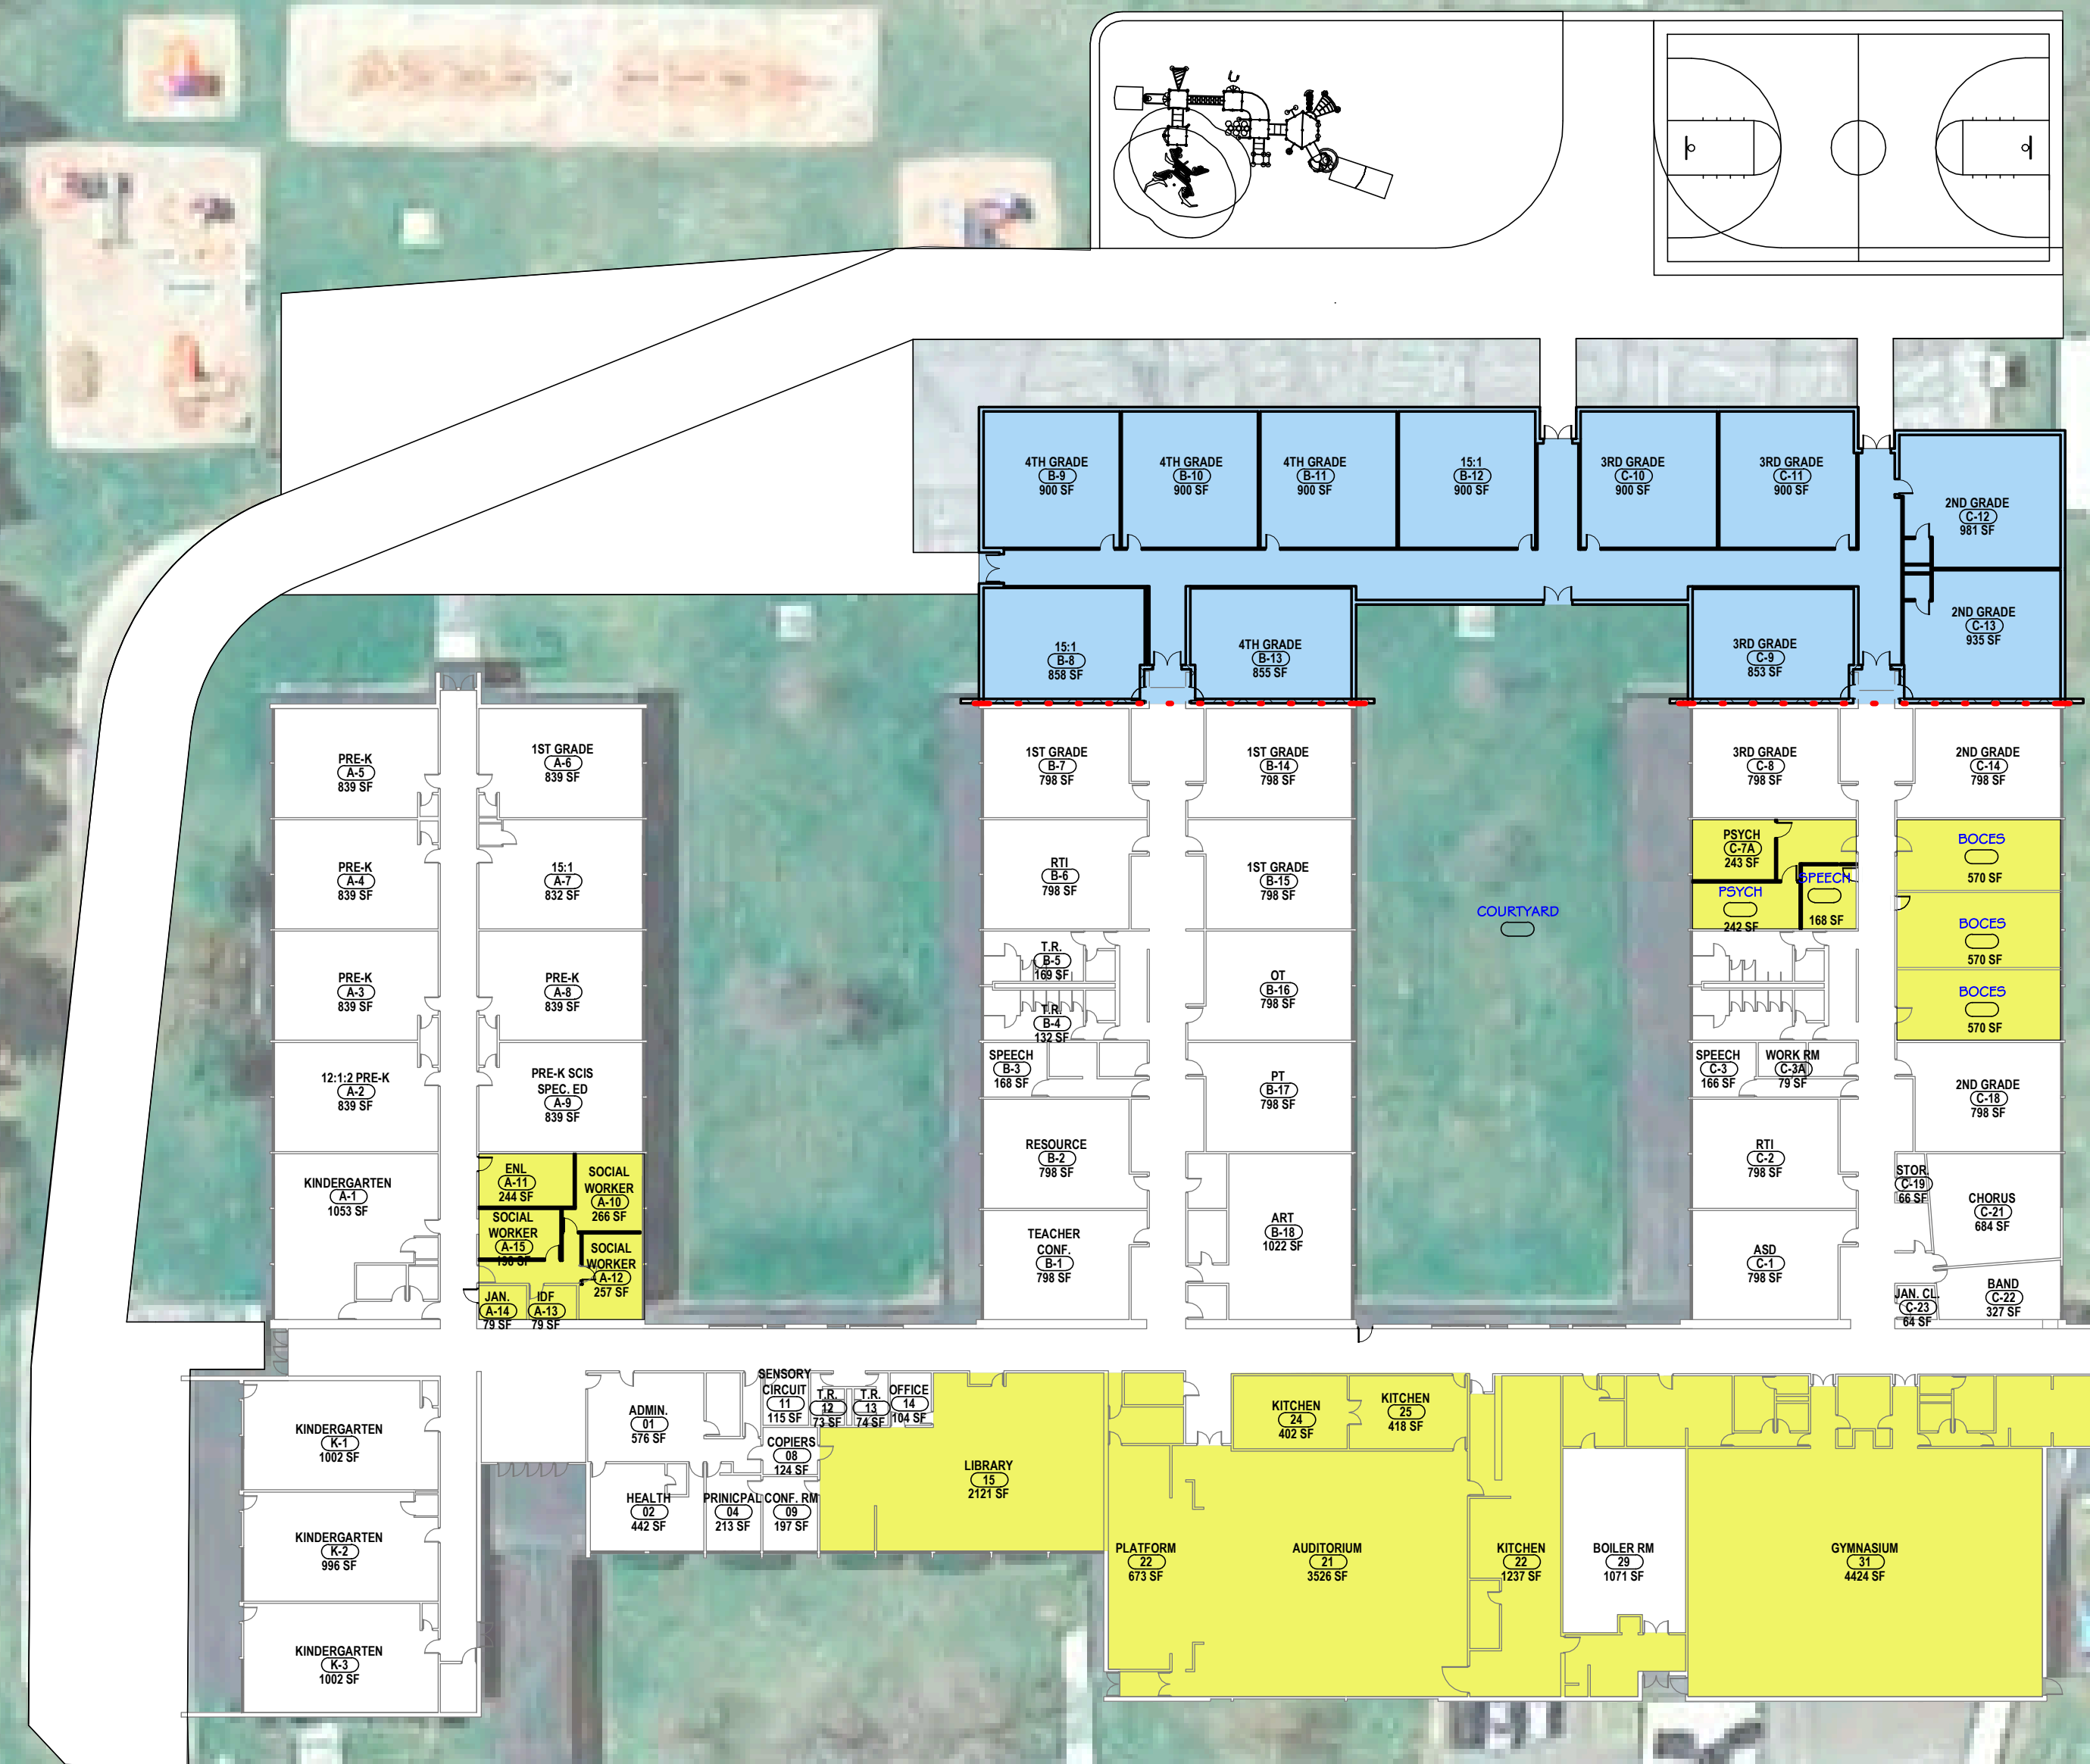 4TH GRADE
B-9
900 SF
4TH GRADE
B-10
900 SF
4TH GRADE
B-11
900 SF
15:1
B-12
900 SF
3RD GRADE
C-10
900 SF
3RD GRADE
C-11
900 SF
2ND GRADE
C-12
981 SF
2ND GRADE
C-13
935 SF
15:1
B-8
858 SF
4TH GRADE
B-13
855 SF
3RD GRADE
C-9
853 SF
PRE-K
A-5
839 SF
1ST GRADE
A-6
839 SF
1ST GRADE
B-7
798 SF
1ST GRADE
B-14
798 SF
3RD GRADE
C-8
798 SF
2ND GRADE
C-14
798 SF
PRE-K
A-4
839 SF
15:1
A-7
832 SF
RTI
B-6
798 SF
1ST GRADE
B-15
798 SF
COURTYARD
PSYCH
C-7A
243 SF
PSYCH
242 SF
SPEECH
168 SF
BOCES
570 SF
BOCES
570 SF
BOCES
570 SF
PRE-K
A-3
839 SF
PRE-K
A-8
839 SF
T.R.
B-5
169 SF
T.R.
B-4
132 SF
OT
B-16
798 SF
12:1:2 PRE-K
A-2
839 SF
PRE-K SCIS
SPEC. ED
A-9
839 SF
SPEECH
B-3
168 SF
PT
B-17
798 SF
SPEECH
C-3
166 SF
WORK RM
C-3A
79 SF
2ND GRADE
C-18
798 SF
KINDERGARTEN
A-1
1053 SF
ENL
A-11
244 SF
SOCIAL
WORKER
A-10
266 SF
SOCIAL
WORKER
A-15
198 SF
SOCIAL
WORKER
A-12
257 SF
JAN.
A-14
79 SF
IDF
A-13
79 SF
RESOURCE
B-2
798 SF
TEACHER
CONF.
B-1
798 SF
ART
B-18
1022 SF
RTI
C-2
798 SF
ASD
C-1
798 SF
STOR.
C-19
66 SF
CHORUS
C-21
684 SF
JAN. CL.
C-23
64 SF
BAND
C-22
327 SF
KINDERGARTEN
K-1
1002 SF
KINDERGARTEN
K-2
996 SF
KINDERGARTEN
K-3
1002 SF
ADMIN.
01
576 SF
SENSORY
CIRCUIT
11
115 SF
T.R.
12
73 SF
T.R.
13
74 SF
OFFICE
14
104 SF
COPIERS
08
124 SF
HEALTH
02
442 SF
PRINICPAL
04
213 SF
CONF. RM
09
197 SF
LIBRARY
15
2121 SF
KITCHEN
24
402 SF
KITCHEN
25
418 SF
PLATFORM
22
673 SF
AUDITORIUM
21
3526 SF
KITCHEN
22
1237 SF
BOILER RM
29
1071 SF
GYMNASIUM
31
4424 SF